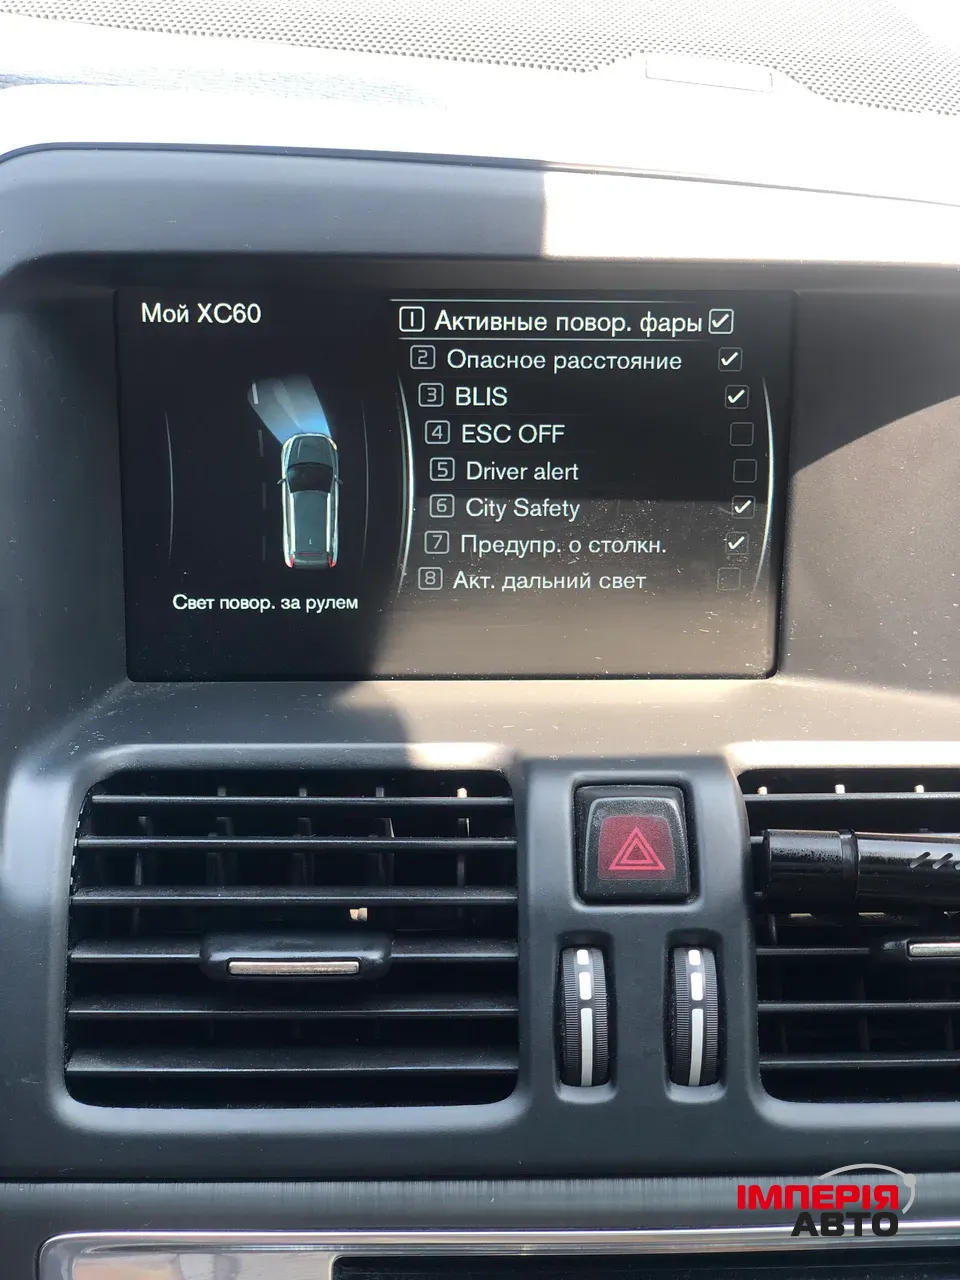 Мой XC60
1 Активные повор. фары
2 Опасное расстояние
3 BLIS
4 ESC OFF
5 Driver alert
6 City Safety
7 Предупр. о столкн.
8 Акт. дальний свет
Свет повор. за рулем
ІМПЕРІЯ
АВТО